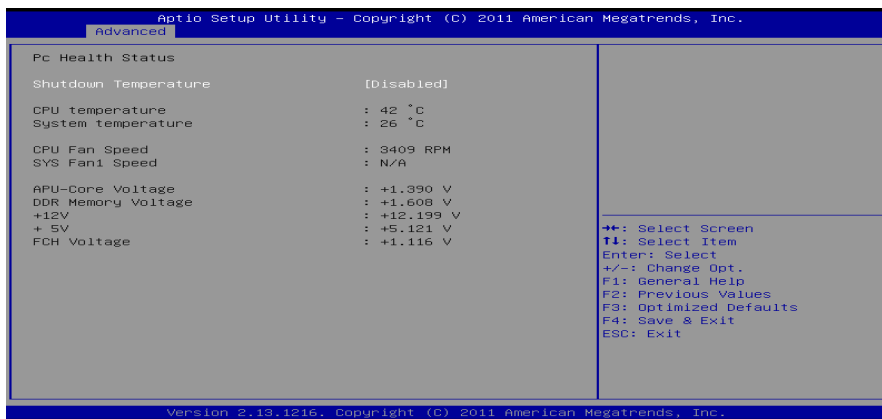 Aptio Setup Utility – Copyright (C) 2011 American Megatrends, Inc.
Advanced
Pc Health Status
Shutdown Temperature [Disabled]
CPU temperature : 42 °C
System temperature : 26 °C
CPU Fan Speed : 3409 RPM
SYS Fan1 Speed : N/A
APU-Core Voltage : +1.390 V
DDR Memory Voltage : +1.608 V
+12V : +12.199 V
+ 5V : +5.121 V
FCH Voltage : +1.116 V
→←: Select Screen
↑↓: Select Item
Enter: Select
+/-: Change Opt.
F1: General Help
F2: Previous Values
F3: Optimized Defaults
F4: Save & Exit
ESC: Exit
Version 2.13.1216. Copyright (C) 2011 American Megatrends, Inc.